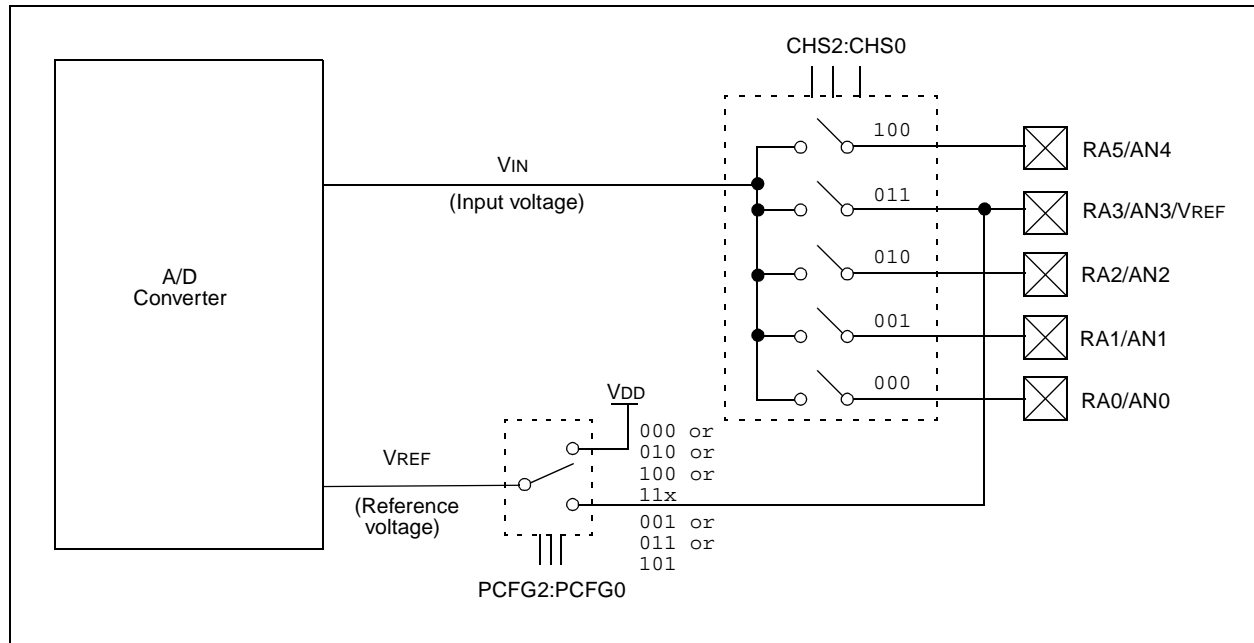 CHS2:CHS0
100
RA5/AN4
VIN
(Input voltage)
011
RA3/AN3/VREF
A/D
Converter
010
RA2/AN2
001
RA1/AN1
000
RA0/AN0
VDD
000 or
010 or
100 or
11x
001 or
011 or
101
VREF
(Reference
voltage)
PCFG2:PCFG0